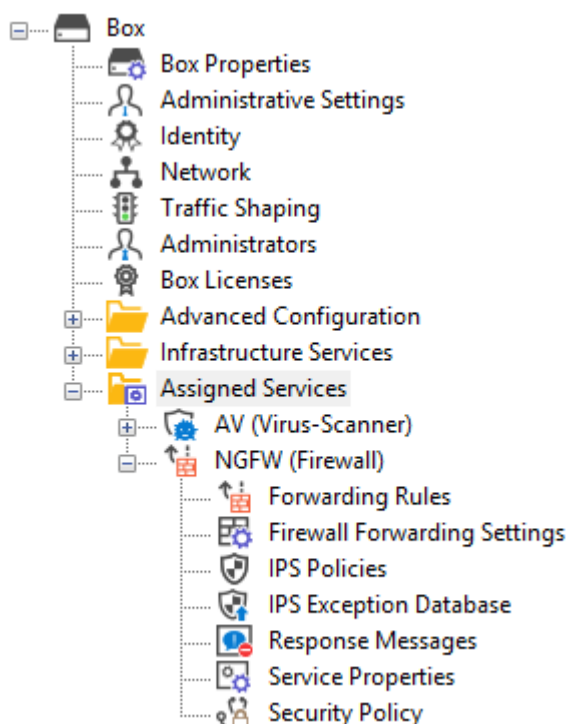 Box
Box Properties
Administrative Settings
Identity
Network
Traffic Shaping
Administrators
Box Licenses
Advanced Configuration
Infrastructure Services
Assigned Services
AV (Virus-Scanner)
NGFW (Firewall)
Forwarding Rules
Firewall Forwarding Settings
IPS Policies
IPS Exception Database
Response Messages
Service Properties
Security Policy